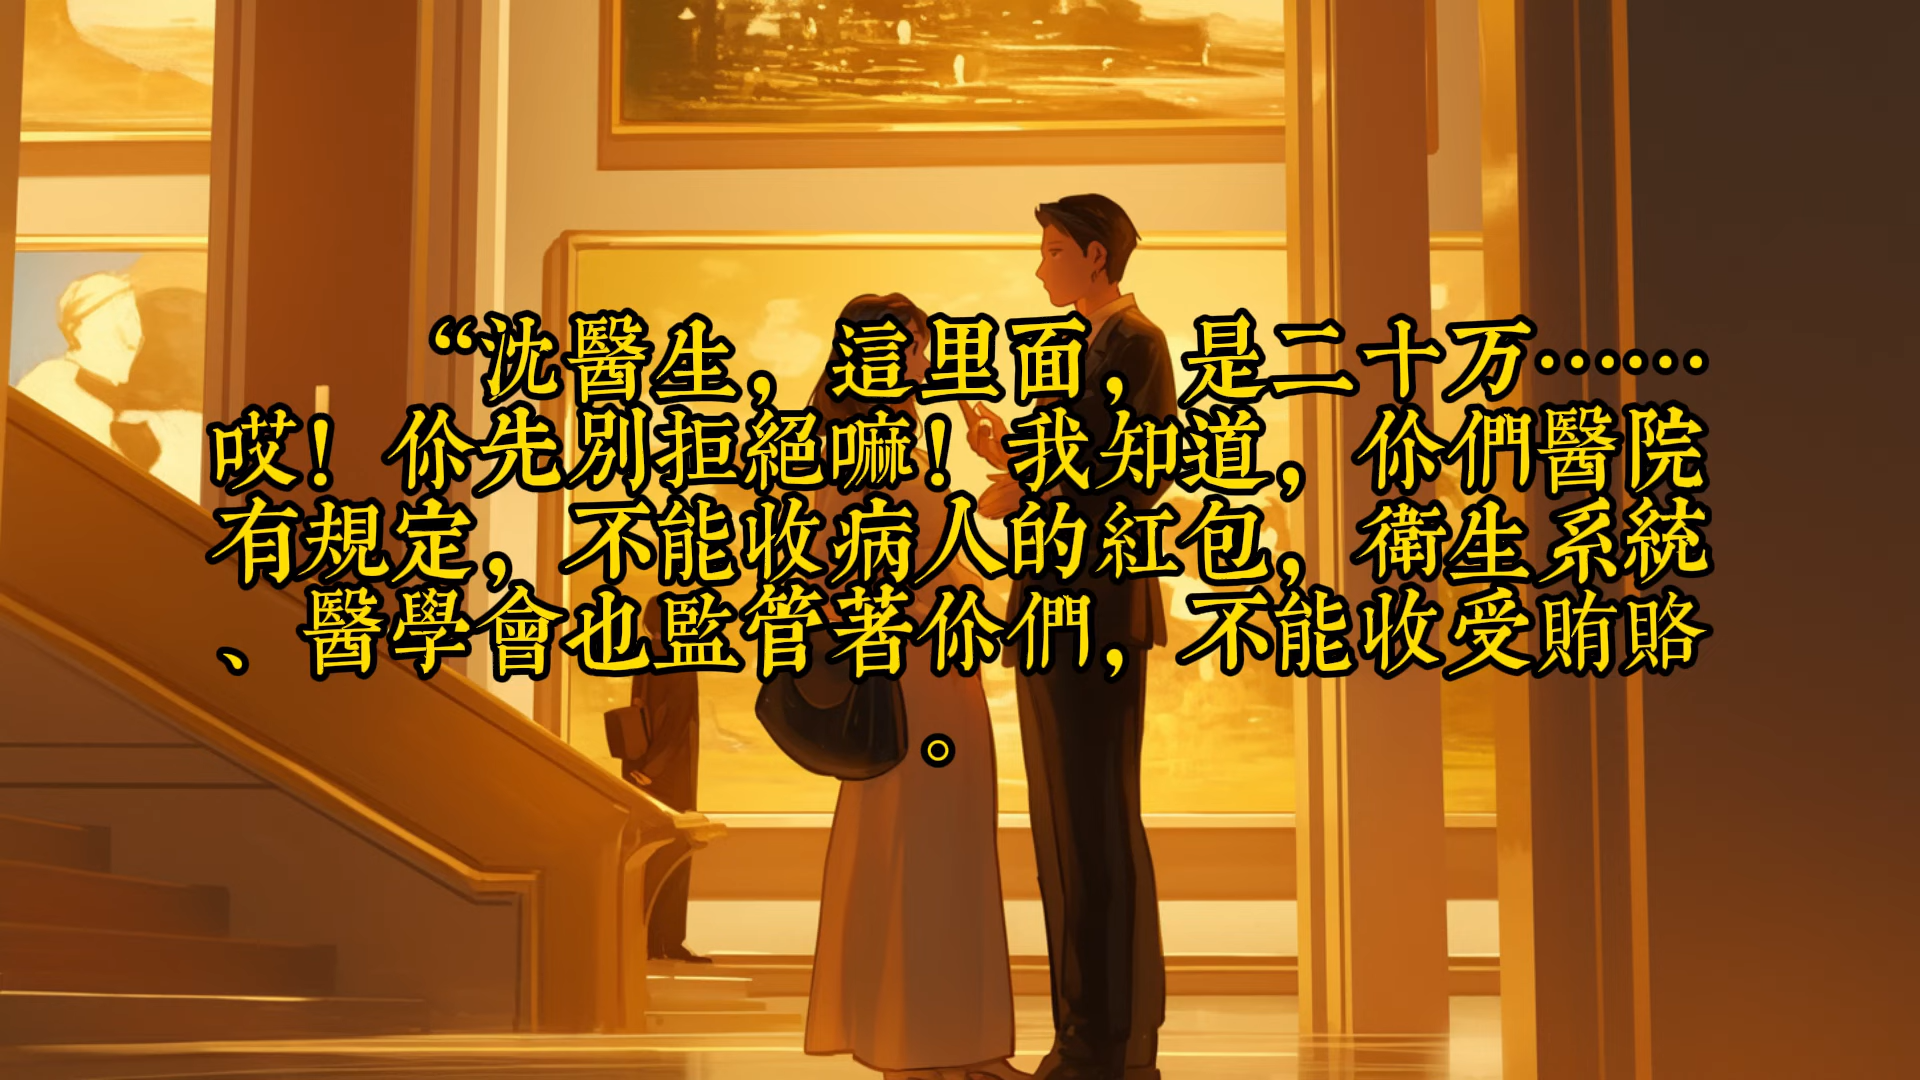 “沈醫生，這里面，是二十万……
哎！你先別拒絕嘛！我知道，你們醫院
有規定，不能收病人的紅包，衛生系統
、醫學會也監管著你們，不能收受賄賂
。